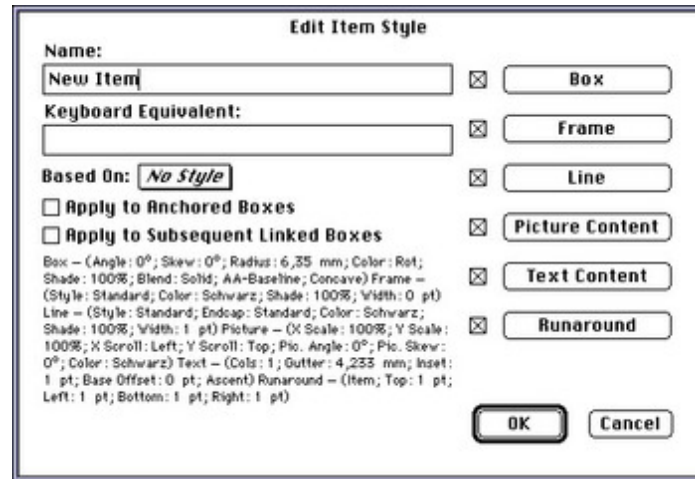 Edit Item Style
Name:
New Item
Keyboard Equivalent:
Based On: No Style
Apply to Anchored Boxes
Apply to Subsequent Linked Boxes
Box – (Angle: 0°; Skew: 0°; Radius: 6,35 mm; Color: Rot;
Shade: 100%; Blend: Solid; AA-Baseline; Concave) Frame –
(Style: Standard; Color: Schwarz; Shade: 100%; Width: 0 pt)
Line – (Style: Standard; Endcap: Standard; Color: Schwarz;
Shade: 100%; Width: 1 pt) Picture – (X Scale: 100%; Y Scale:
100%; X Scroll: Left; Y Scroll: Top; Pic. Angle: 0°; Pic. Skew:
0°; Color: Schwarz) Text – (Cols: 1; Gutter: 4,233 mm; Inset:
1 pt; Base Offset: 0 pt; Ascent) Runaround – (Item; Top: 1 pt;
Left: 1 pt; Bottom: 1 pt; Right: 1 pt)
Box
Frame
Line
Picture Content
Text Content
Runaround
OK
Cancel